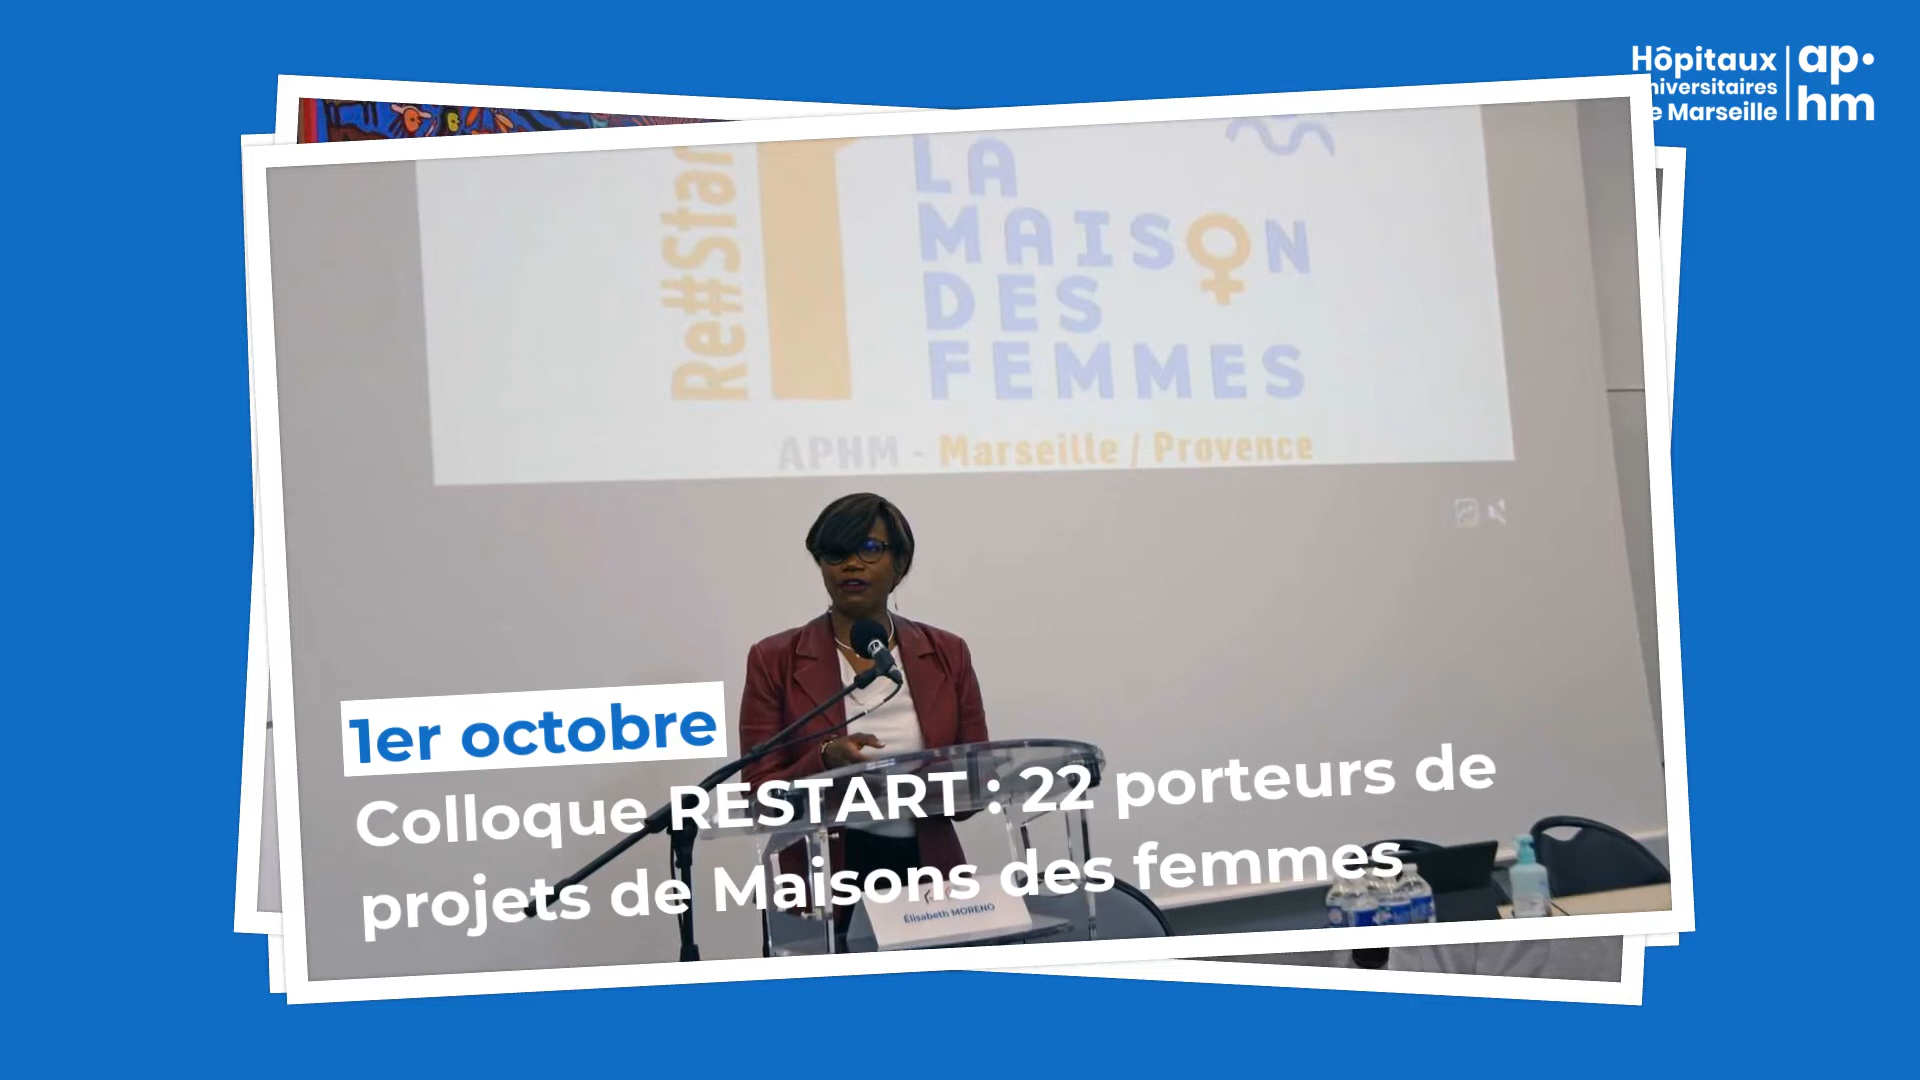 Hôpitaux
niversitaires
e Marseille
ap•
hm
Re#Star
LA
MAISON
DES
FEMMES
APHM - Marseille / Provence
1er octobre
Colloque RESTART : 22 porteurs de
projets de Maisons des femmes
Élisabeth MORENO